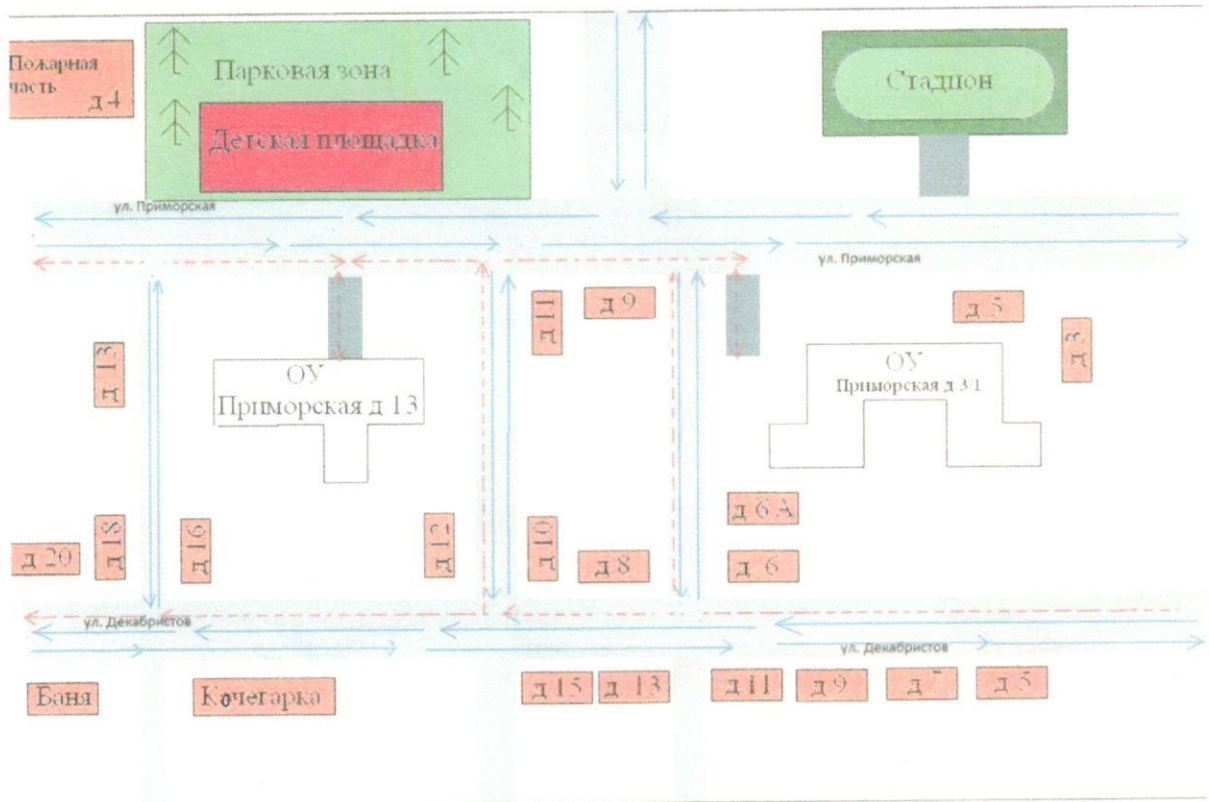 Пожарная
часть
д 4
Парковая зона
Детская площадка
Стадион
ул. Приморская
ул. Приморская
д 11
д 9
д 5
д 3
д 13
ОУ
Приморская д 13
ОУ
Приморская д 3/1
д 20
д 18
д 16
д 12
д 10
д 8
д 6 А
д 6
ул. Декабристов
ул. Декабристов
Баня
Кочегарка
д 15
д 13
д 11
д 9
д 7
д 5